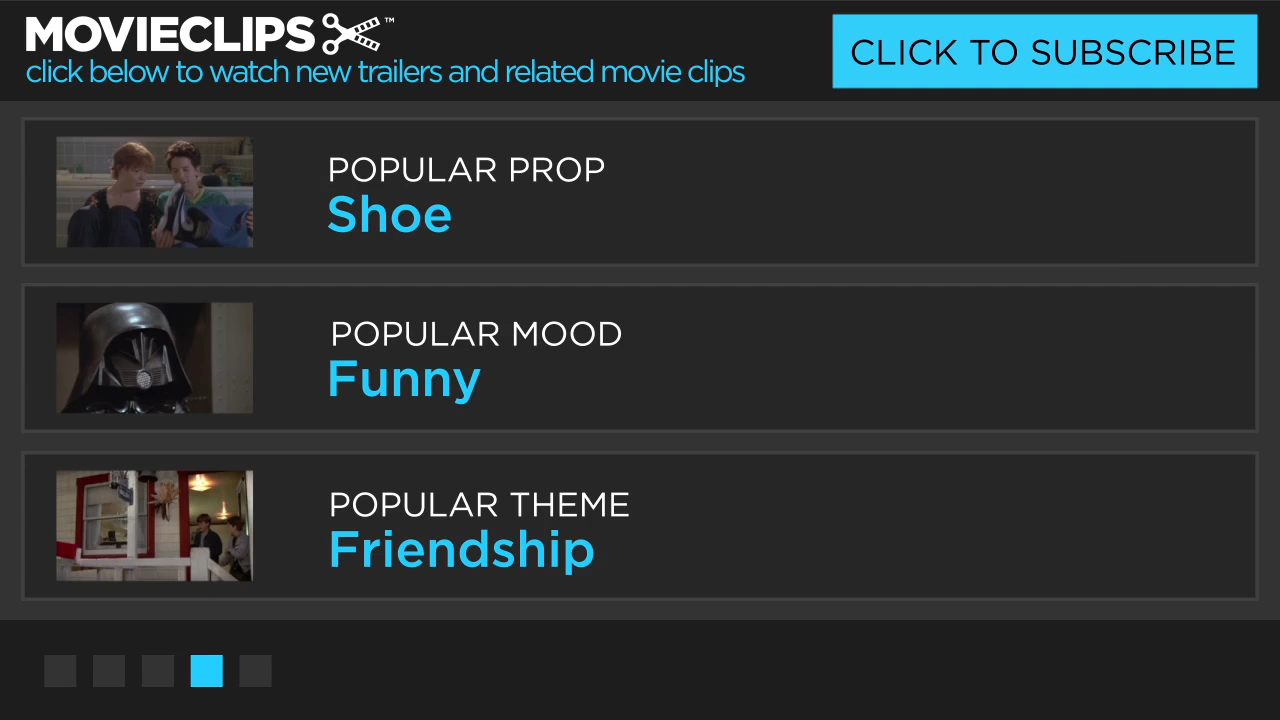 MOVIECLIPS™
click below to watch new trailers and related movie clips
CLICK TO SUBSCRIBE
POPULAR PROP
Shoe
POPULAR MOOD
Funny
POPULAR THEME
Friendship